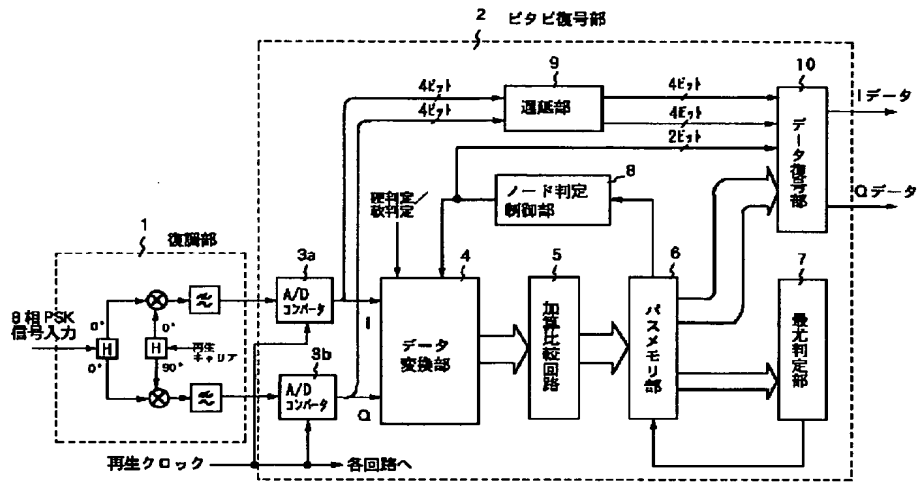 2 ビタビ復号部
9
10
4ビット
4ビット
遅延部
4ビット
4ビット
2ビット
Iデータ
データ復号部
Qデータ
8
ノード判定
制御部
硬判定/
軟判定
1
復調部
3a
4
5
6
7
8相PSK
信号入力
0°
0°
H
0°
90°
H
再生
キャリア
A/D
コンバータ
I
データ
変換部
加算比較回路
パスメモリ部
最尤判定部
3b
A/D
コンバータ
Q
再生クロック
各回路へ